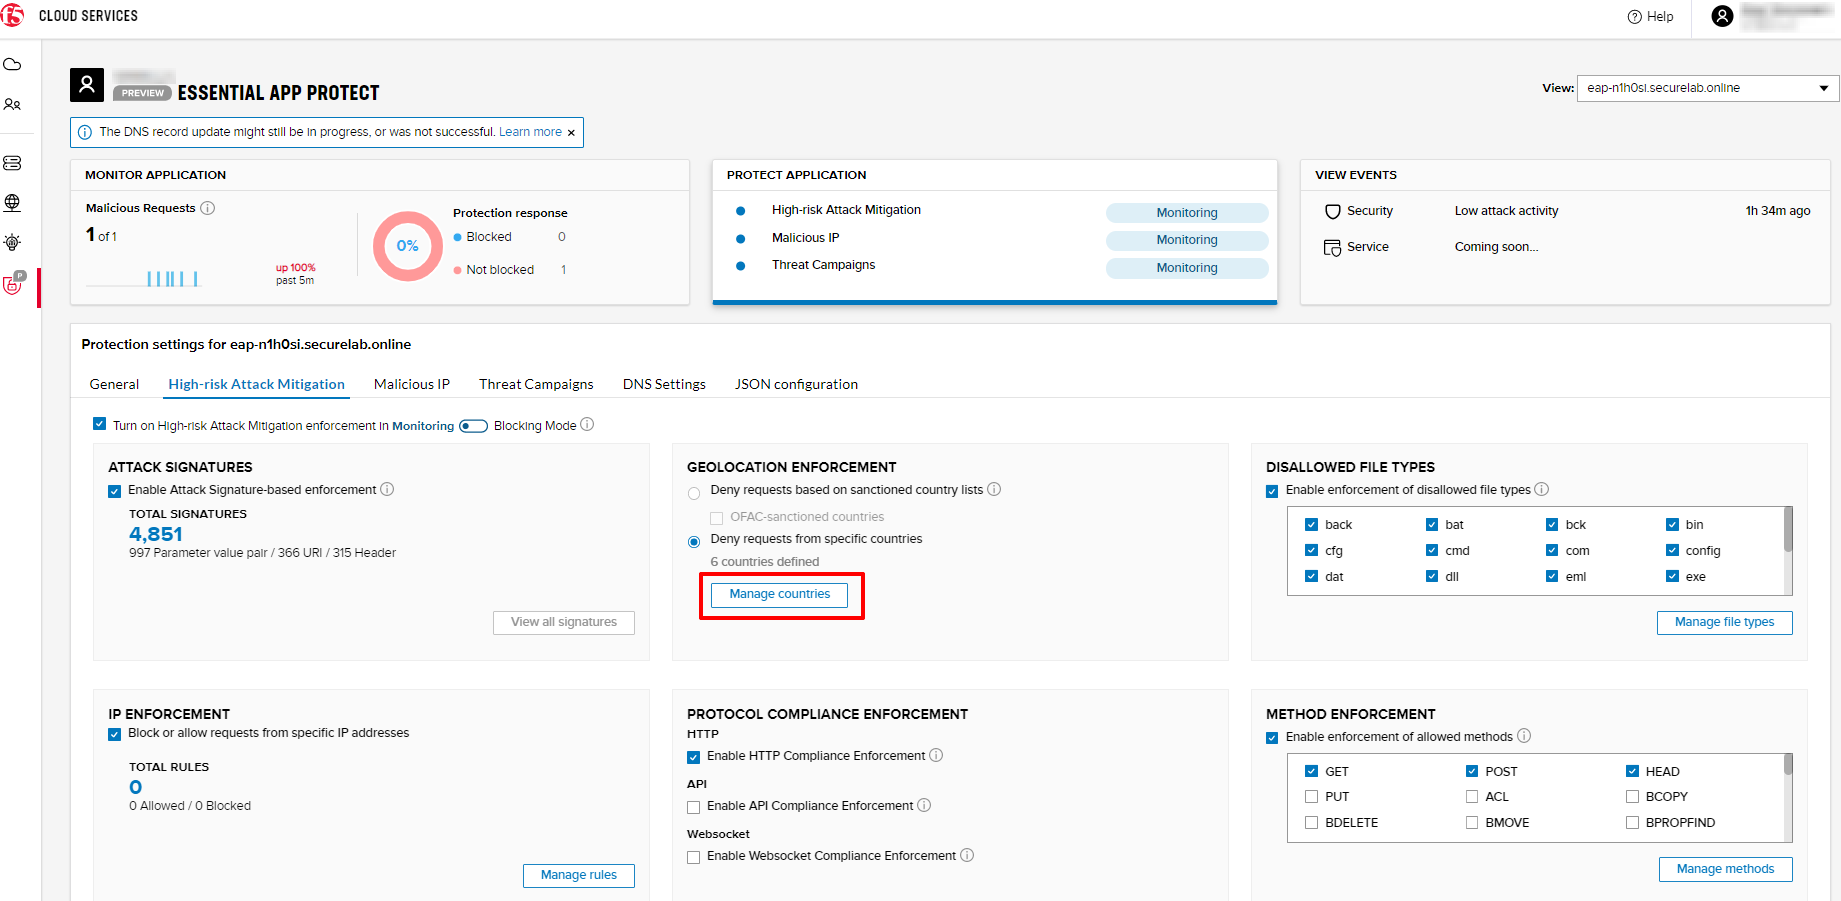 f5 CLOUD SERVICES
Help
PREVIEW ESSENTIAL APP PROTECT
View: eap-n1h0si.securelab.online
The DNS record update might still be in progress, or was not successful. Learn more ×
MONITOR APPLICATION
Malicious Requests
1 of 1
up 100%
past 5m
0%
Protection response
Blocked 0
Not blocked 1
PROTECT APPLICATION
High-risk Attack Mitigation Monitoring
Malicious IP Monitoring
Threat Campaigns Monitoring
VIEW EVENTS
Security Low attack activity 1h 34m ago
Service Coming soon...
P
Protection settings for eap-n1h0si.securelab.online
General High-risk Attack Mitigation Malicious IP Threat Campaigns DNS Settings JSON configuration
Turn on High-risk Attack Mitigation enforcement in Monitoring Blocking Mode
ATTACK SIGNATURES
Enable Attack Signature-based enforcement
TOTAL SIGNATURES
4,851
997 Parameter value pair / 366 URI / 315 Header
View all signatures
GEOLOCATION ENFORCEMENT
Deny requests based on sanctioned country lists
OFAC-sanctioned countries
Deny requests from specific countries
6 countries defined
Manage countries
DISALLOWED FILE TYPES
Enable enforcement of disallowed file types
back bat bck bin
cfg cmd com config
dat dll eml exe
Manage file types
IP ENFORCEMENT
Block or allow requests from specific IP addresses
TOTAL RULES
0
0 Allowed / 0 Blocked
Manage rules
PROTOCOL COMPLIANCE ENFORCEMENT
HTTP
Enable HTTP Compliance Enforcement
API
Enable API Compliance Enforcement
Websocket
Enable Websocket Compliance Enforcement
METHOD ENFORCEMENT
Enable enforcement of allowed methods
GET POST HEAD
PUT ACL BCOPY
BDELETE BMOVE BPROPFIND
Manage methods